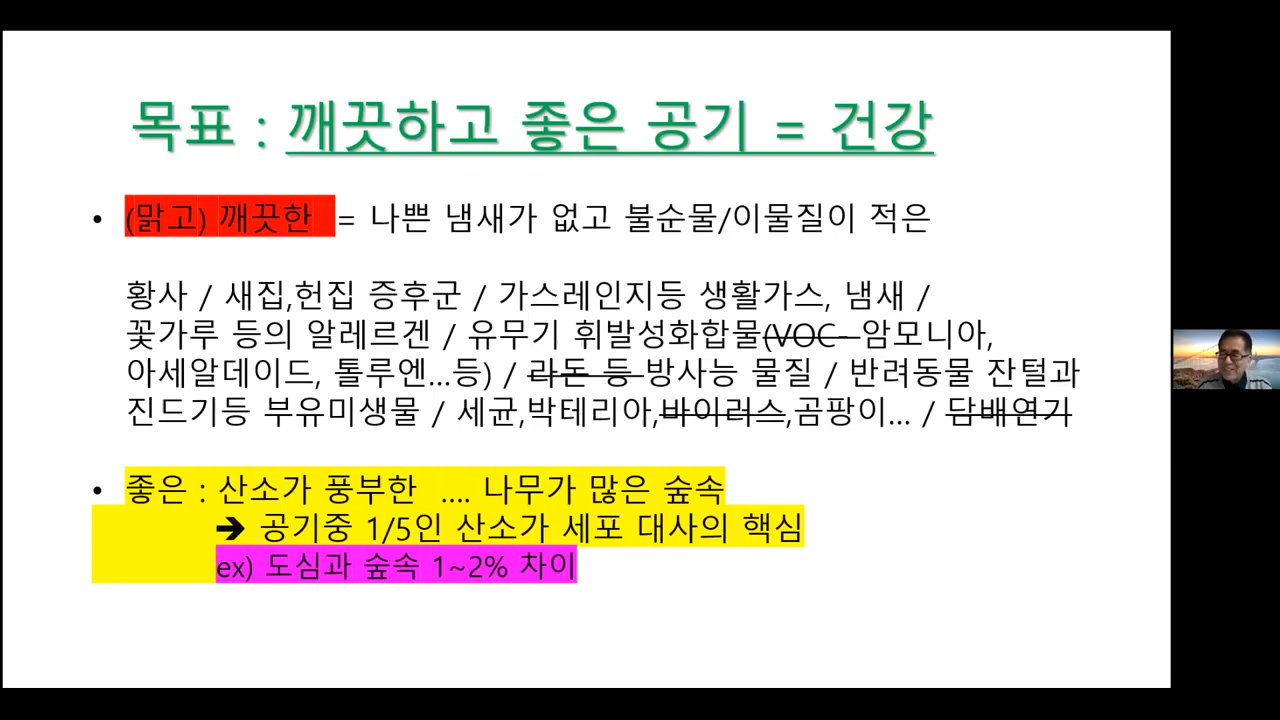 목표 : 깨끗하고 좋은 공기 = 건강
• (맑고) 깨끗한 = 나쁜 냄새가 없고 불순물/이물질이 적은
황사 / 새집,헌집 증후군 / 가스레인지등 생활가스, 냄새 /
꽃가루 등의 알레르겐 / 유무기 휘발성화합물(VOC- 암모니아,
아세알데이드, 톨루엔...등) / 라돈 등 방사능 물질 / 반려동물 잔털과
진드기등 부유미생물 / 세균,박테리아,바이러스,곰팡이... / 담배연기
• 좋은 : 산소가 풍부한 .... 나무가 많은 숲속
➔ 공기중 1/5인 산소가 세포 대사의 핵심
ex) 도심과 숲속 1~2% 차이